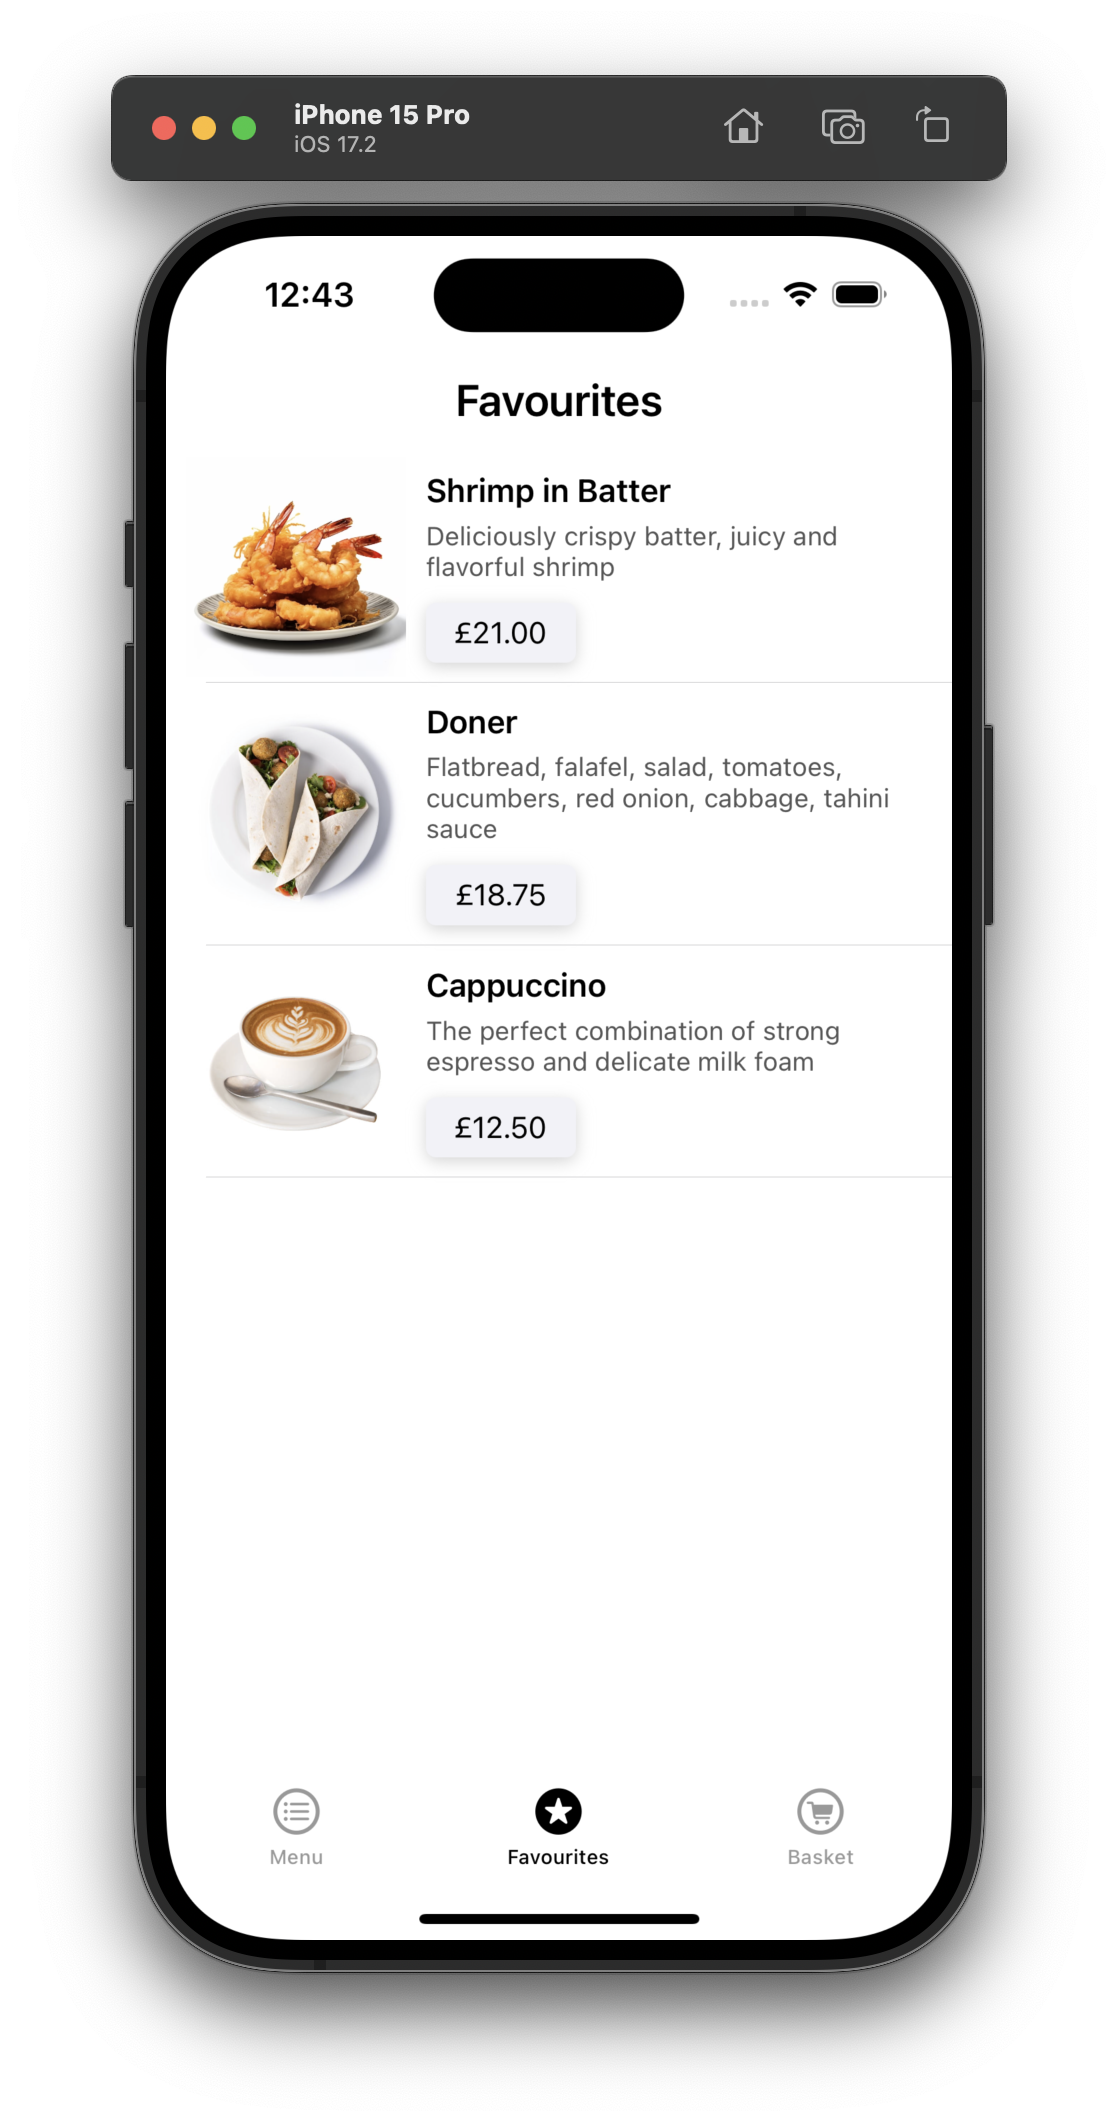 iPhone 15 Pro
iOS 17.2
12:43
Favourites
Shrimp in Batter
Deliciously crispy batter, juicy and
flavorful shrimp
£21.00
Doner
Flatbread, falafel, salad, tomatoes,
cucumbers, red onion, cabbage, tahini
sauce
£18.75
Cappuccino
The perfect combination of strong
espresso and delicate milk foam
£12.50
Menu
Favourites
Basket